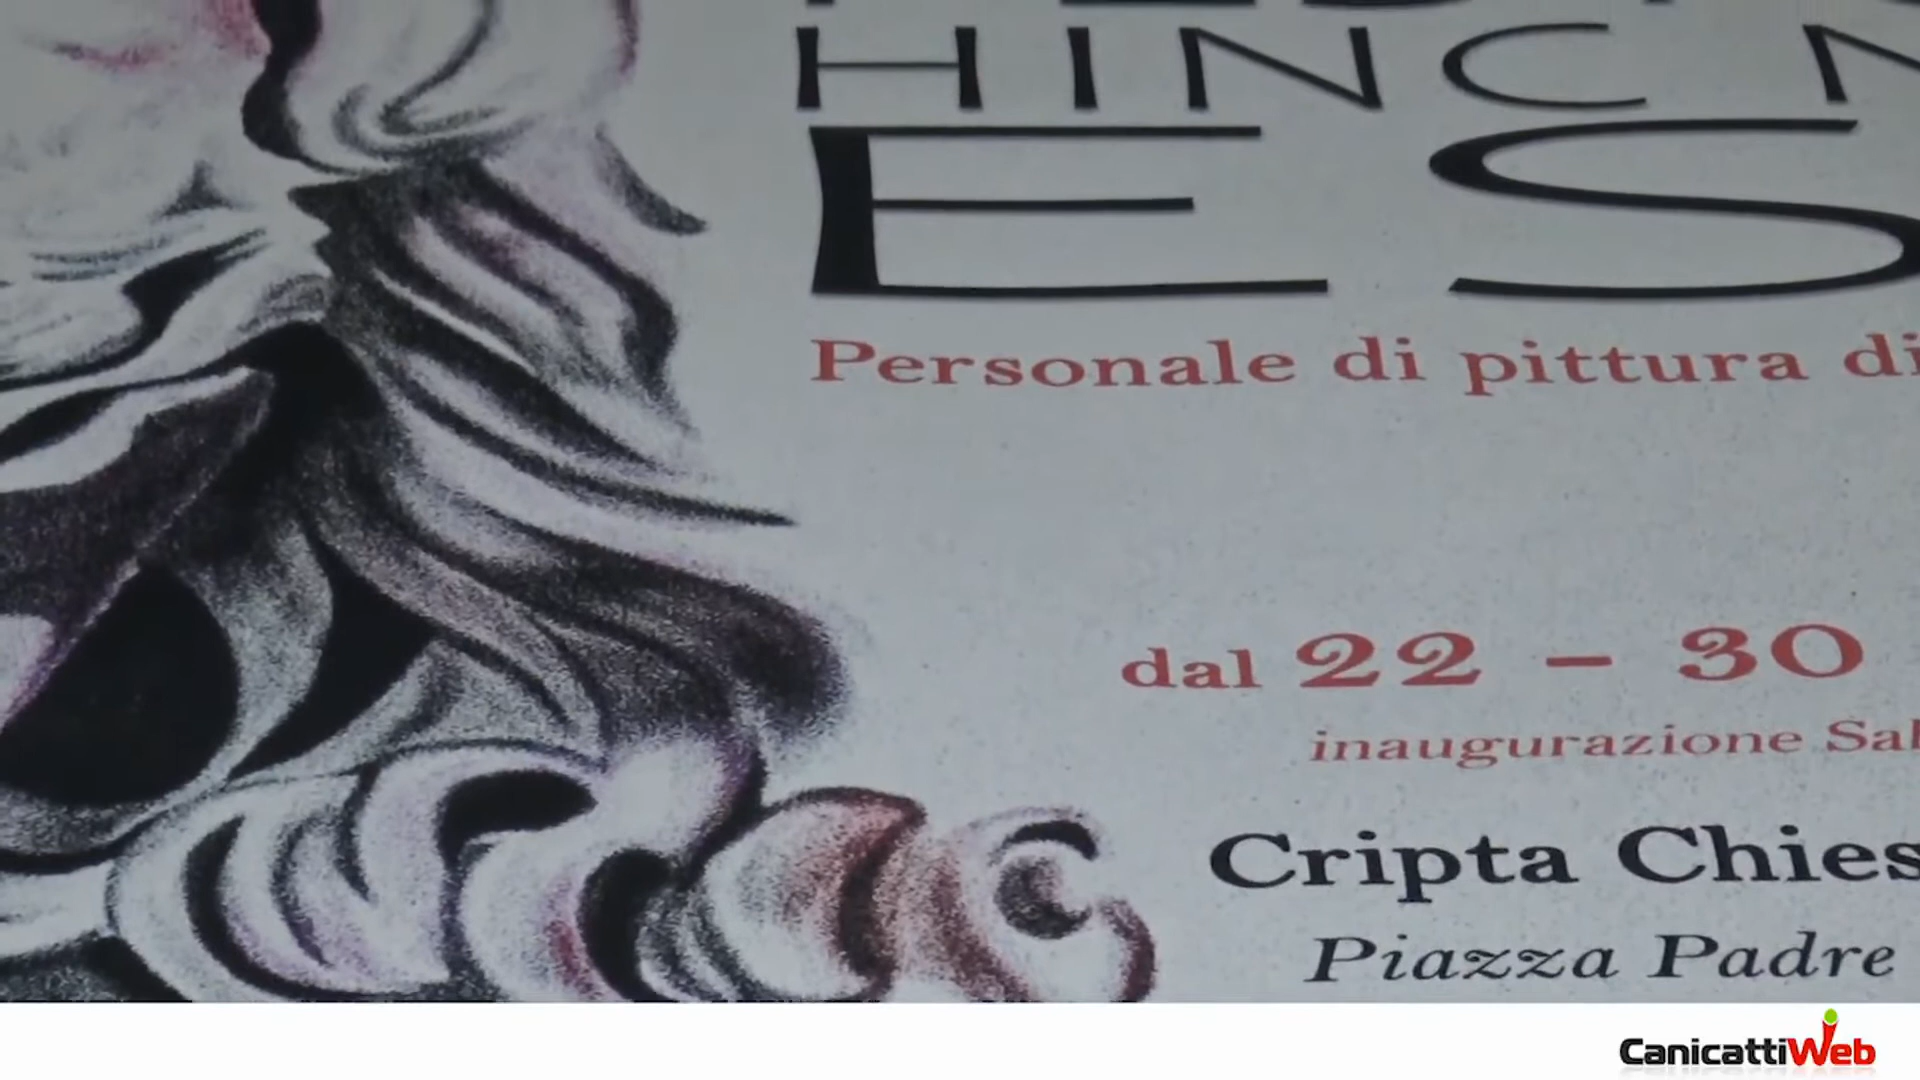 HINC
ES
Personale di pittura di
dal 22 – 30
inaugurazione
Cripta
Piazza Padre
CanicattiWeb